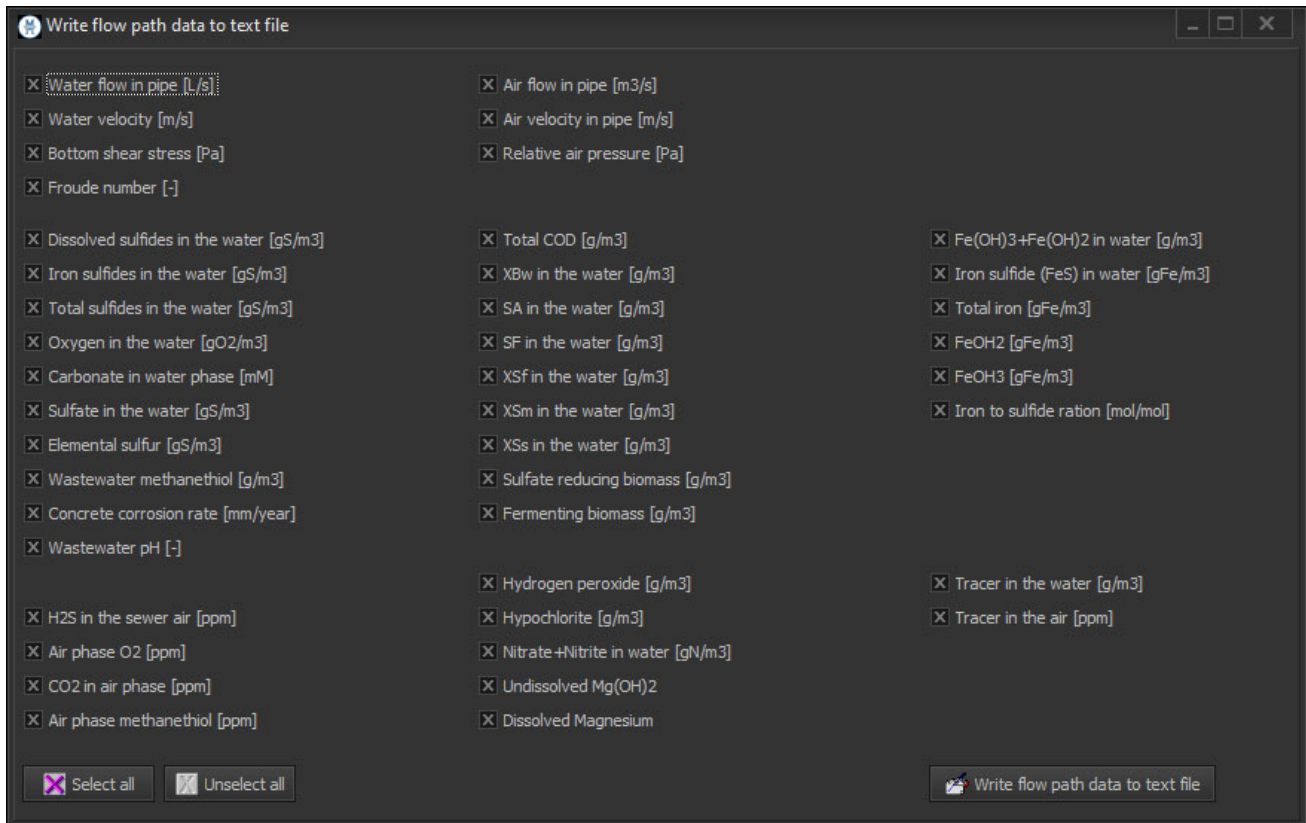 Write flow path data to text file
Water flow in pipe [L/s]
Water velocity [m/s]
Bottom shear stress [Pa]
Froude number [-]
Air flow in pipe [m3/s]
Air velocity in pipe [m/s]
Relative air pressure [Pa]
Dissolved sulfides in the water [gS/m3]
Iron sulfides in the water [gS/m3]
Total sulfides in the water [gS/m3]
Oxygen in the water [gO2/m3]
Carbonate in water phase [mM]
Sulfate in the water [gS/m3]
Elemental sulfur [gS/m3]
Wastewater methanethiol [g/m3]
Concrete corrosion rate [mm/year]
Wastewater pH [-]
Total COD [g/m3]
XBw in the water [g/m3]
SA in the water [g/m3]
SF in the water [g/m3]
XSf in the water [g/m3]
XSm in the water [g/m3]
XSs in the water [g/m3]
Sulfate reducing biomass [g/m3]
Fermenting biomass [g/m3]
Fe(OH)3+Fe(OH)2 in water [g/m3]
Iron sulfide (FeS) in water [gFe/m3]
Total iron [gFe/m3]
FeOH2 [gFe/m3]
FeOH3 [gFe/m3]
Iron to sulfide ration [mol/mol]
H2S in the sewer air [ppm]
Air phase O2 [ppm]
CO2 in air phase [ppm]
Air phase methanethiol [ppm]
Hydrogen peroxide [g/m3]
Hypochlorite [g/m3]
Nitrate+Nitrite in water [gN/m3]
Undissolved Mg(OH)2
Dissolved Magnesium
Tracer in the water [g/m3]
Tracer in the air [ppm]
Select all
Unselect all
Write flow path data to text file